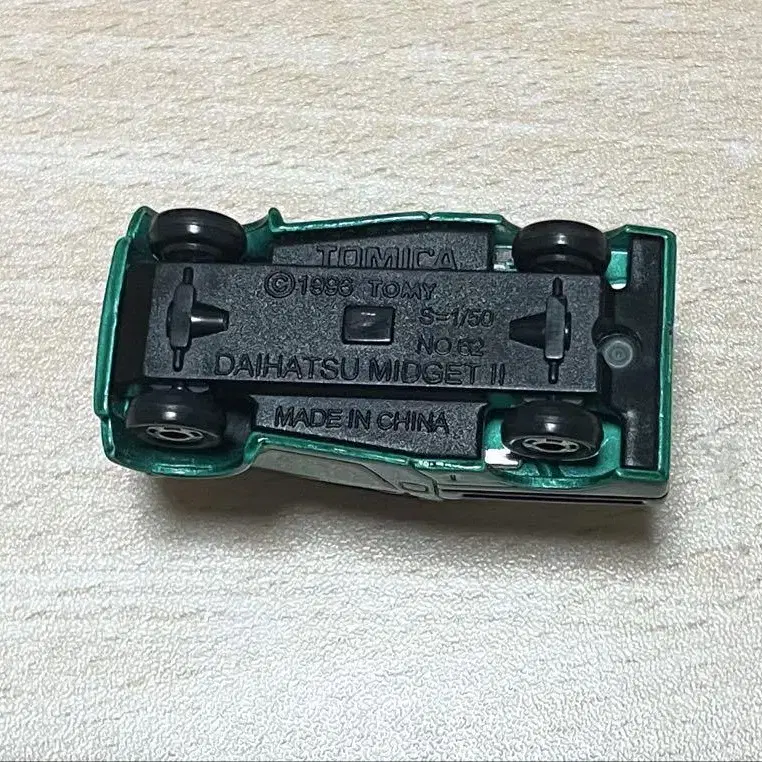 TOMICA
©1996 TOMY
S=1/50
NO.62
DAIHATSU MIDGET II
MADE IN CHINA